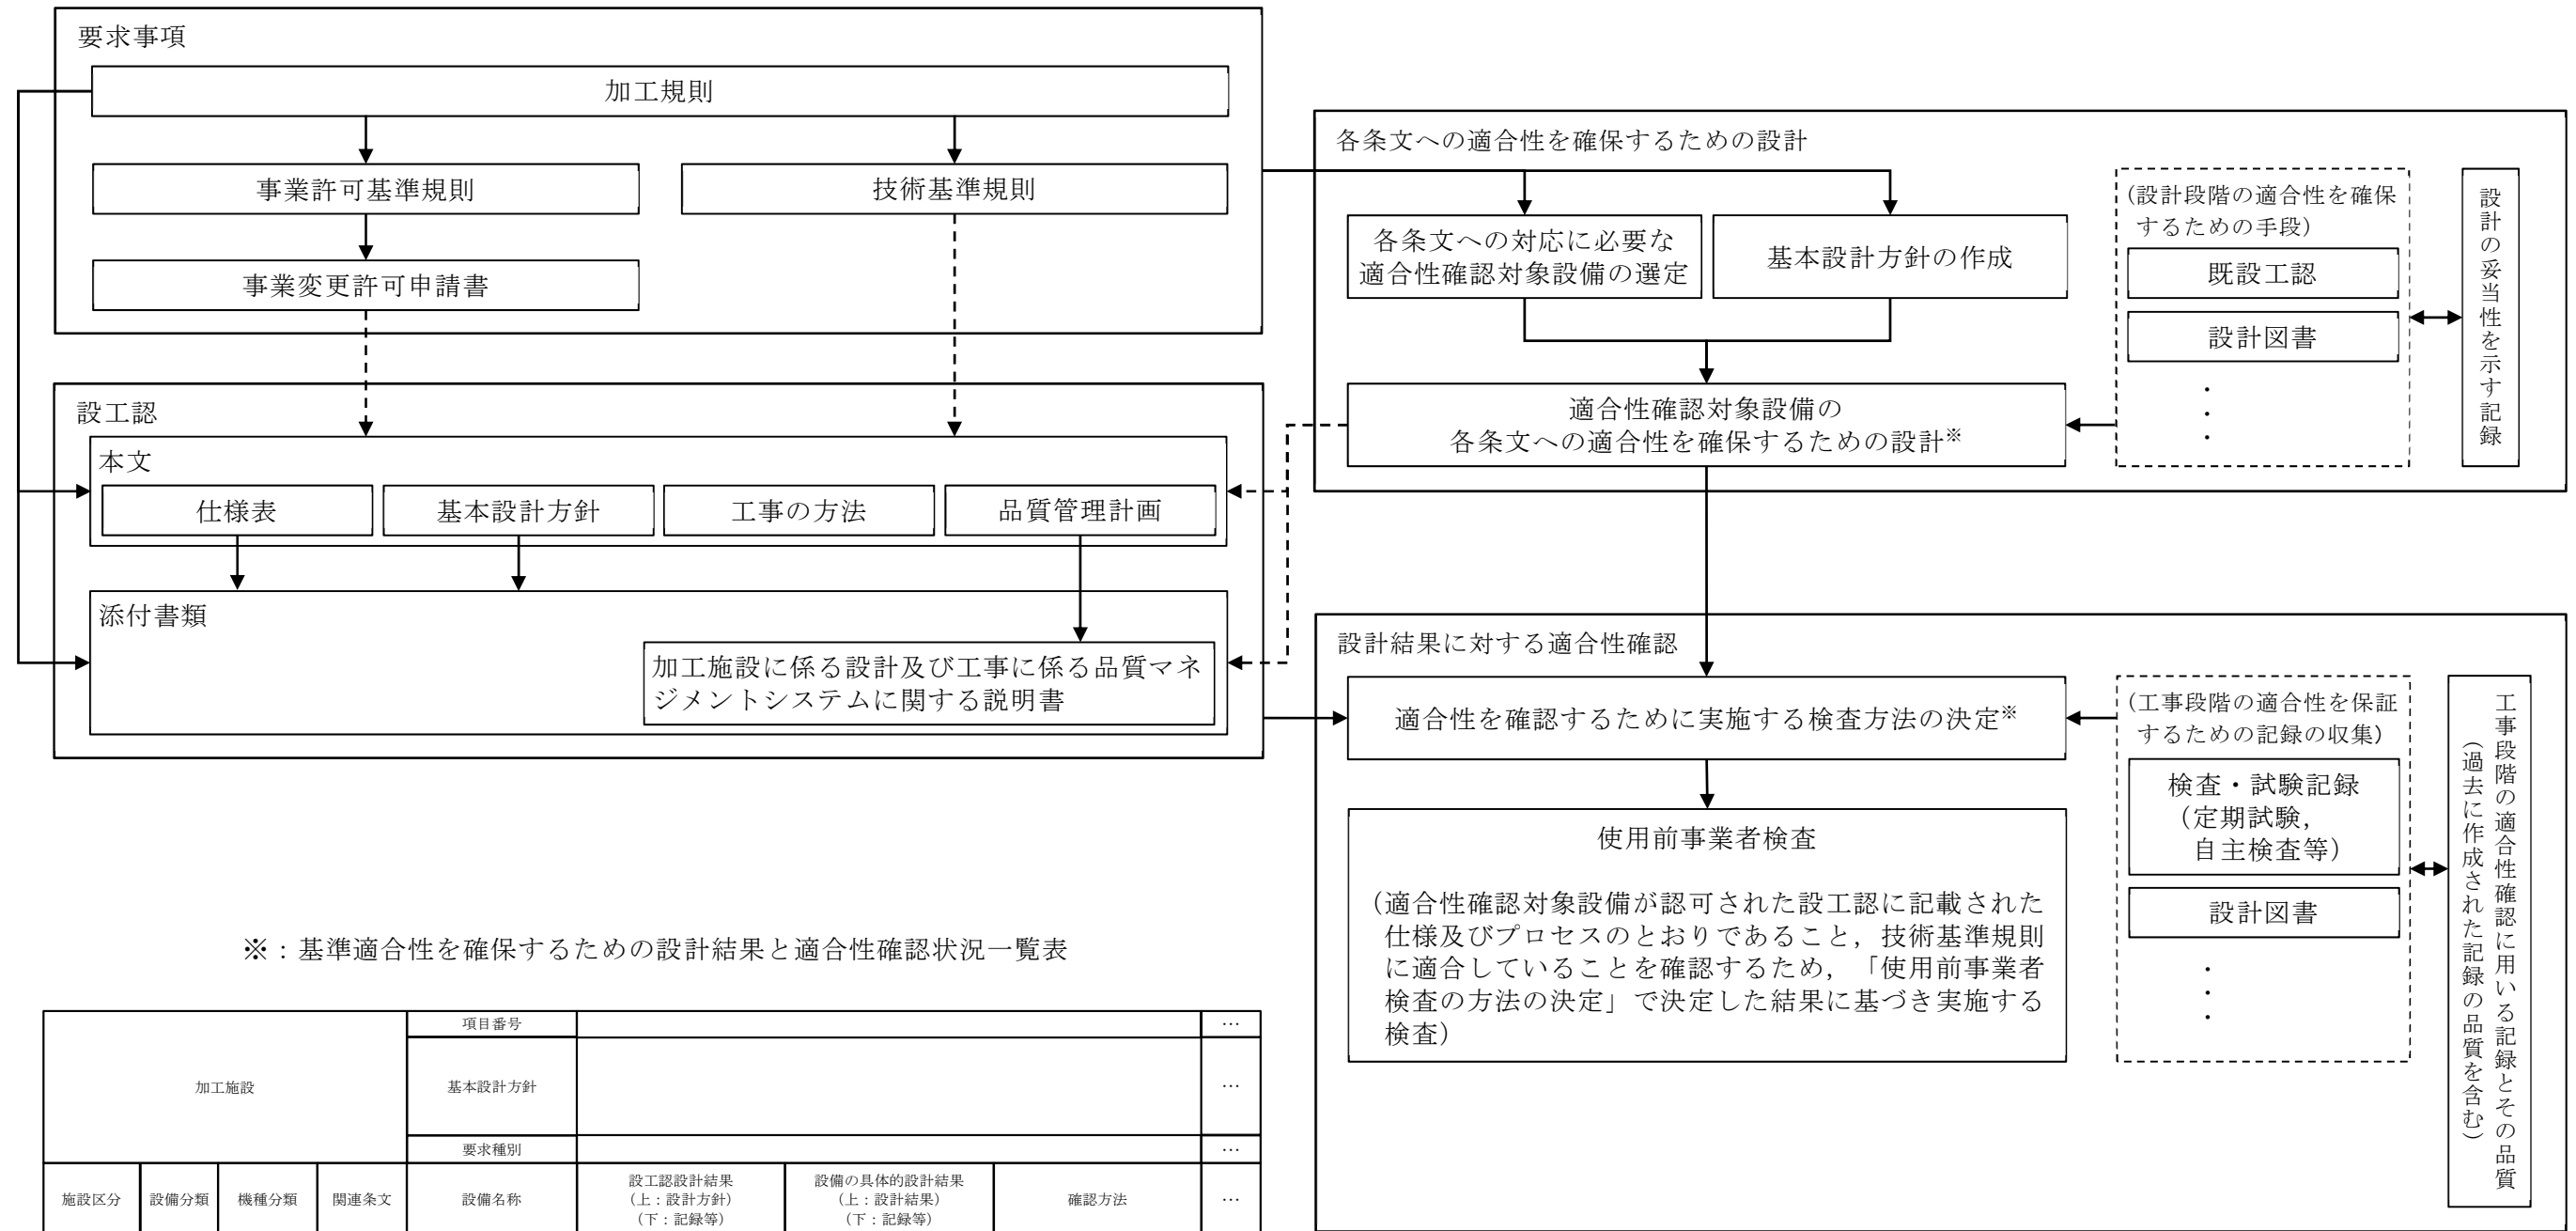 要求事項
加工規則
事業許可基準規則
技術基準規則
事業変更許可申請書
設工認
本文
仕様表
基本設計方針
工事の方法
品質管理計画
添付書類
加工施設に係る設計及び工事に係る品質マネ
ジメントシステムに関する説明書
各条文への適合性を確保するための設計
各条文への対応に必要な
適合性確認対象設備の選定
基本設計方針の作成
適合性確認対象設備の
各条文への適合性を確保するための設計※
（設計段階の適合性を確保
するための手段）
既設工認
設計図書
・
・
・
設計の妥当性を示す記録
設計結果に対する適合性確認
適合性を確認するために実施する検査方法の決定※
使用前事業者検査
（適合性確認対象設備が認可された設工認に記載された
仕様及びプロセスのとおりであること，技術基準規則
に適合していることを確認するため，「使用前事業者
検査の方法の決定」で決定した結果に基づき実施する
検査）
（工事段階の適合性を保証
するための記録の収集）
検査・試験記録
（定期試験，
自主検査等）
設計図書
・
・
・
工事段階の適合性確認に用いる記録とその品質
（過去に作成された記録の品質を含む）
※：基準適合性を確保するための設計結果と適合性確認状況一覧表
加工施設
項目番号
…
基本設計方針
…
要求種別
…
施設区分
設備分類
機種分類
関連条文
設備名称
設工認設計結果
（上：設計方針）
（下：記録等）
設備の具体的設計結果
（上：設計結果）
（下：記録等）
確認方法
…